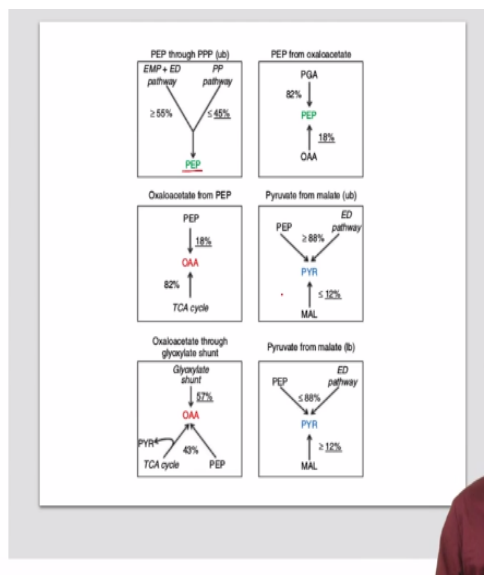 PEP through PPP (ub)
EMP + ED
pathway
PP
pathway
≥55%
≤45%
PEP
PEP from oxaloacetate
PGA
82%
PEP
18%
OAA
Oxaloacetate from PEP
PEP
18%
OAA
82%
TCA cycle
Pyruvate from malate (ub)
ED
pathway
PEP
≥88%
PYR
≤12%
MAL
Oxaloacetate through
glyoxylate shunt
Glyoxylate
shunt
57%
OAA
PYR
43%
TCA cycle
PEP
Pyruvate from malate (lb)
ED
pathway
PEP
≤88%
PYR
≥12%
MAL